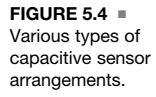 FIGURE 5.4 ■
Various types of
capacitive sensor
arrangements.